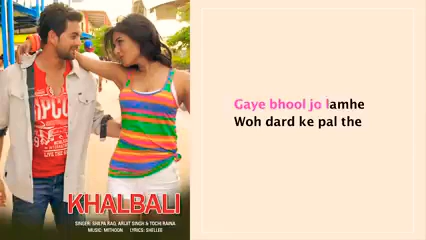 Gaye bhool jo lamhe
Woh dard ke pal the
KHALBALI
SINGER: SHILPA RAO, ARIJIT SINGH & TOCHI RAINA
MUSIC: MITHOON LYRICS: SHELLEE